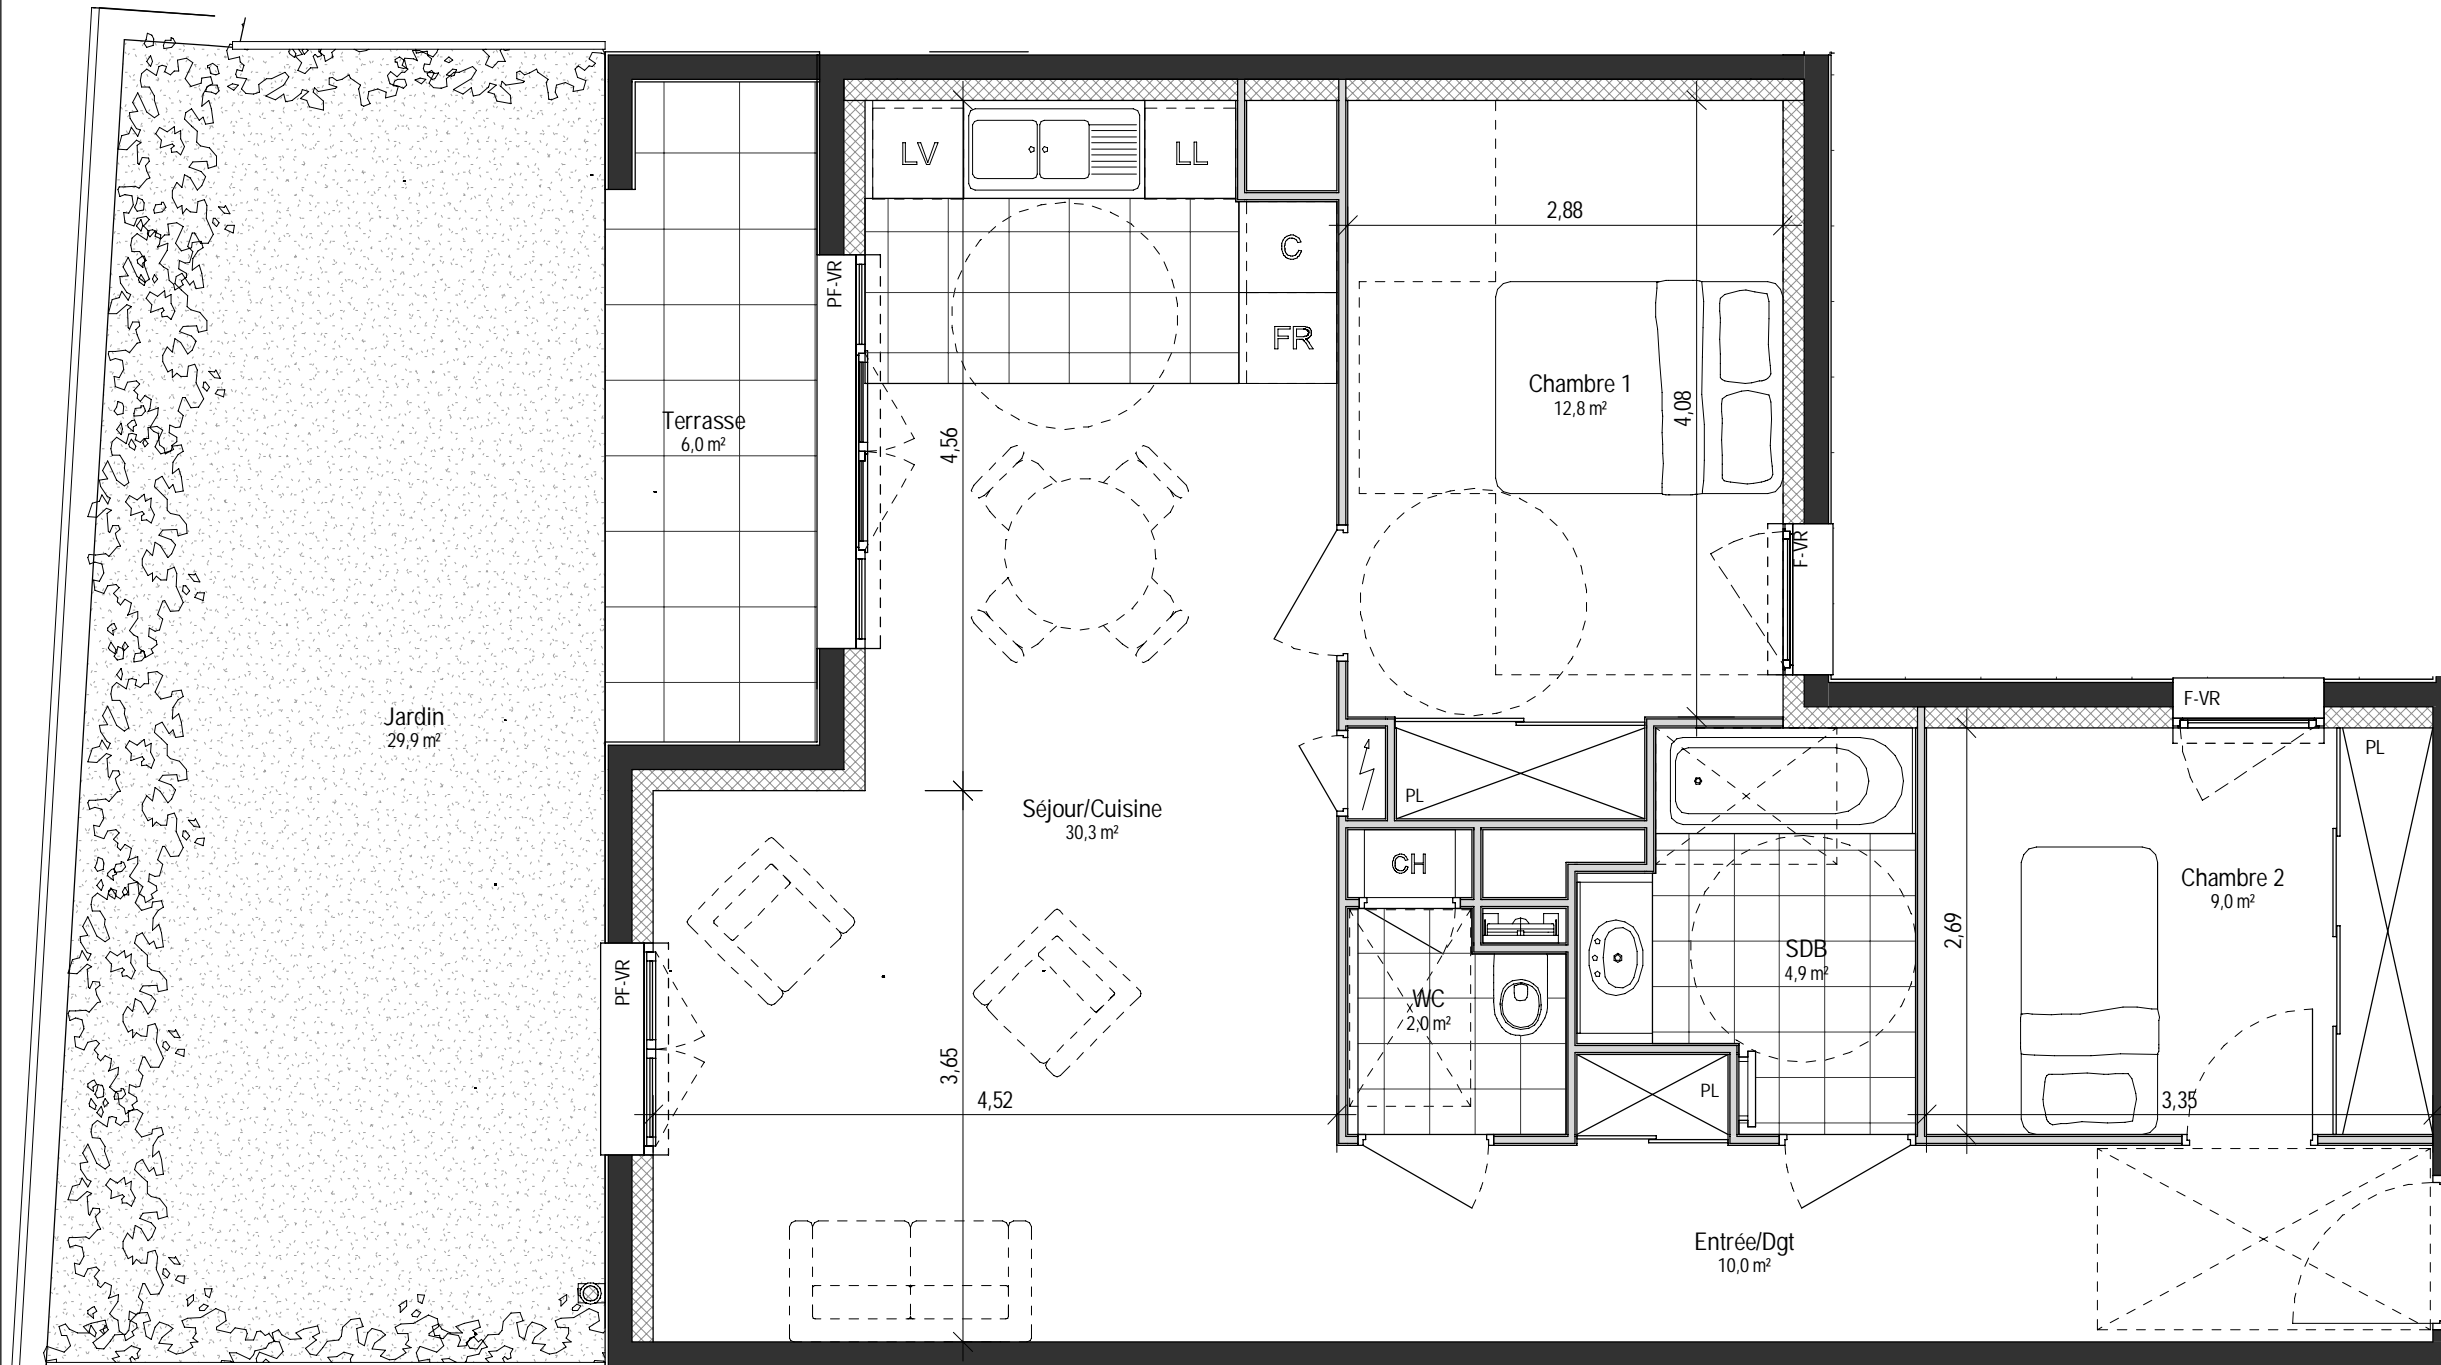 LV
LL
C
FR
2,88
PF-VR
Chambre 1
12,8 m²
4,08
Terrasse
6,0 m²
4,56
F-VR
Jardin
29,9 m²
F-VR
PL
Séjour/Cuisine
30,3 m²
PL
CH
Chambre 2
9,0 m²
2,69
SDB
4,9 m²
PF-VR
WC
2,0 m²
3,65
4,52
PL
3,35
Entrée/Dgt
10,0 m²